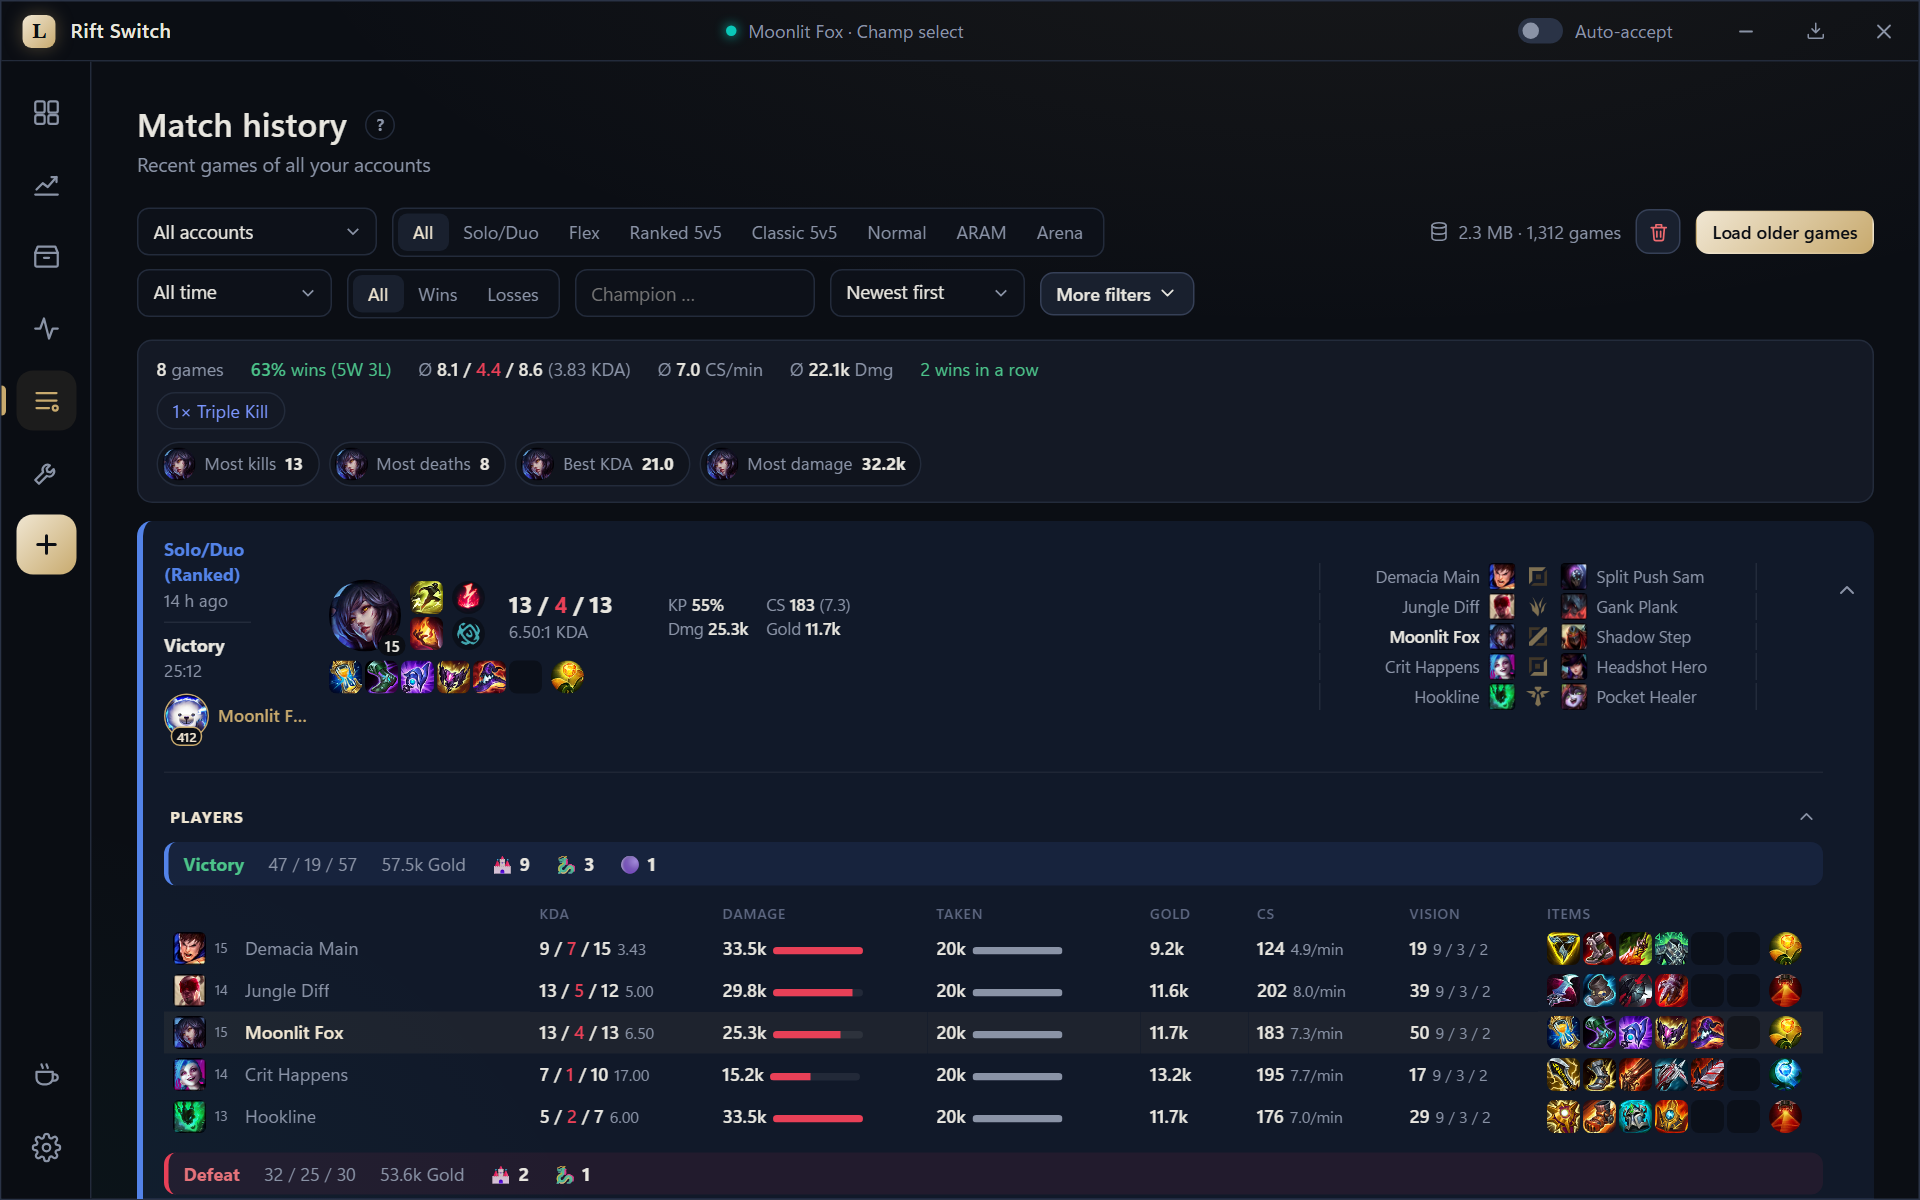 L Rift Switch
Moonlit Fox · Champ select
Auto-accept
Match history ?
Recent games of all your accounts
All accounts
All Solo/Duo Flex Ranked 5v5 Classic 5v5 Normal ARAM Arena
2.3 MB · 1,312 games
Load older games
All time
All Wins Losses
Champion ...
Newest first
More filters
8 games 63% wins (5W 3L) Ø 8.1 / 4.4 / 8.6 (3.83 KDA) Ø 7.0 CS/min Ø 22.1k Dmg 2 wins in a row
1× Triple Kill
Most kills 13 Most deaths 8 Best KDA 21.0 Most damage 32.2k
Solo/Duo
(Ranked)
14 h ago
Victory
25:12
Moonlit F...
412
15
13 / 4 / 13
6.50:1 KDA
KP 55% CS 183 (7.3)
Dmg 25.3k Gold 11.7k
Demacia Main Split Push Sam
Jungle Diff Gank Plank
Moonlit Fox Shadow Step
Crit Happens Headshot Hero
Hookline Pocket Healer
PLAYERS
Victory 47 / 19 / 57 57.5k Gold 9 3 1
KDA DAMAGE TAKEN GOLD CS VISION ITEMS
15 Demacia Main 9 / 7 / 15 3.43 33.5k 20k 9.2k 124 4.9/min 19 9 / 3 / 2
14 Jungle Diff 13 / 5 / 12 5.00 29.8k 20k 11.6k 202 8.0/min 39 9 / 3 / 2
15 Moonlit Fox 13 / 4 / 13 6.50 25.3k 20k 11.7k 183 7.3/min 50 9 / 3 / 2
14 Crit Happens 7 / 1 / 10 17.00 15.2k 20k 13.2k 195 7.7/min 17 9 / 3 / 2
13 Hookline 5 / 2 / 7 6.00 33.5k 20k 11.7k 176 7.0/min 29 9 / 3 / 2
Defeat 32 / 25 / 30 53.6k Gold 2 1